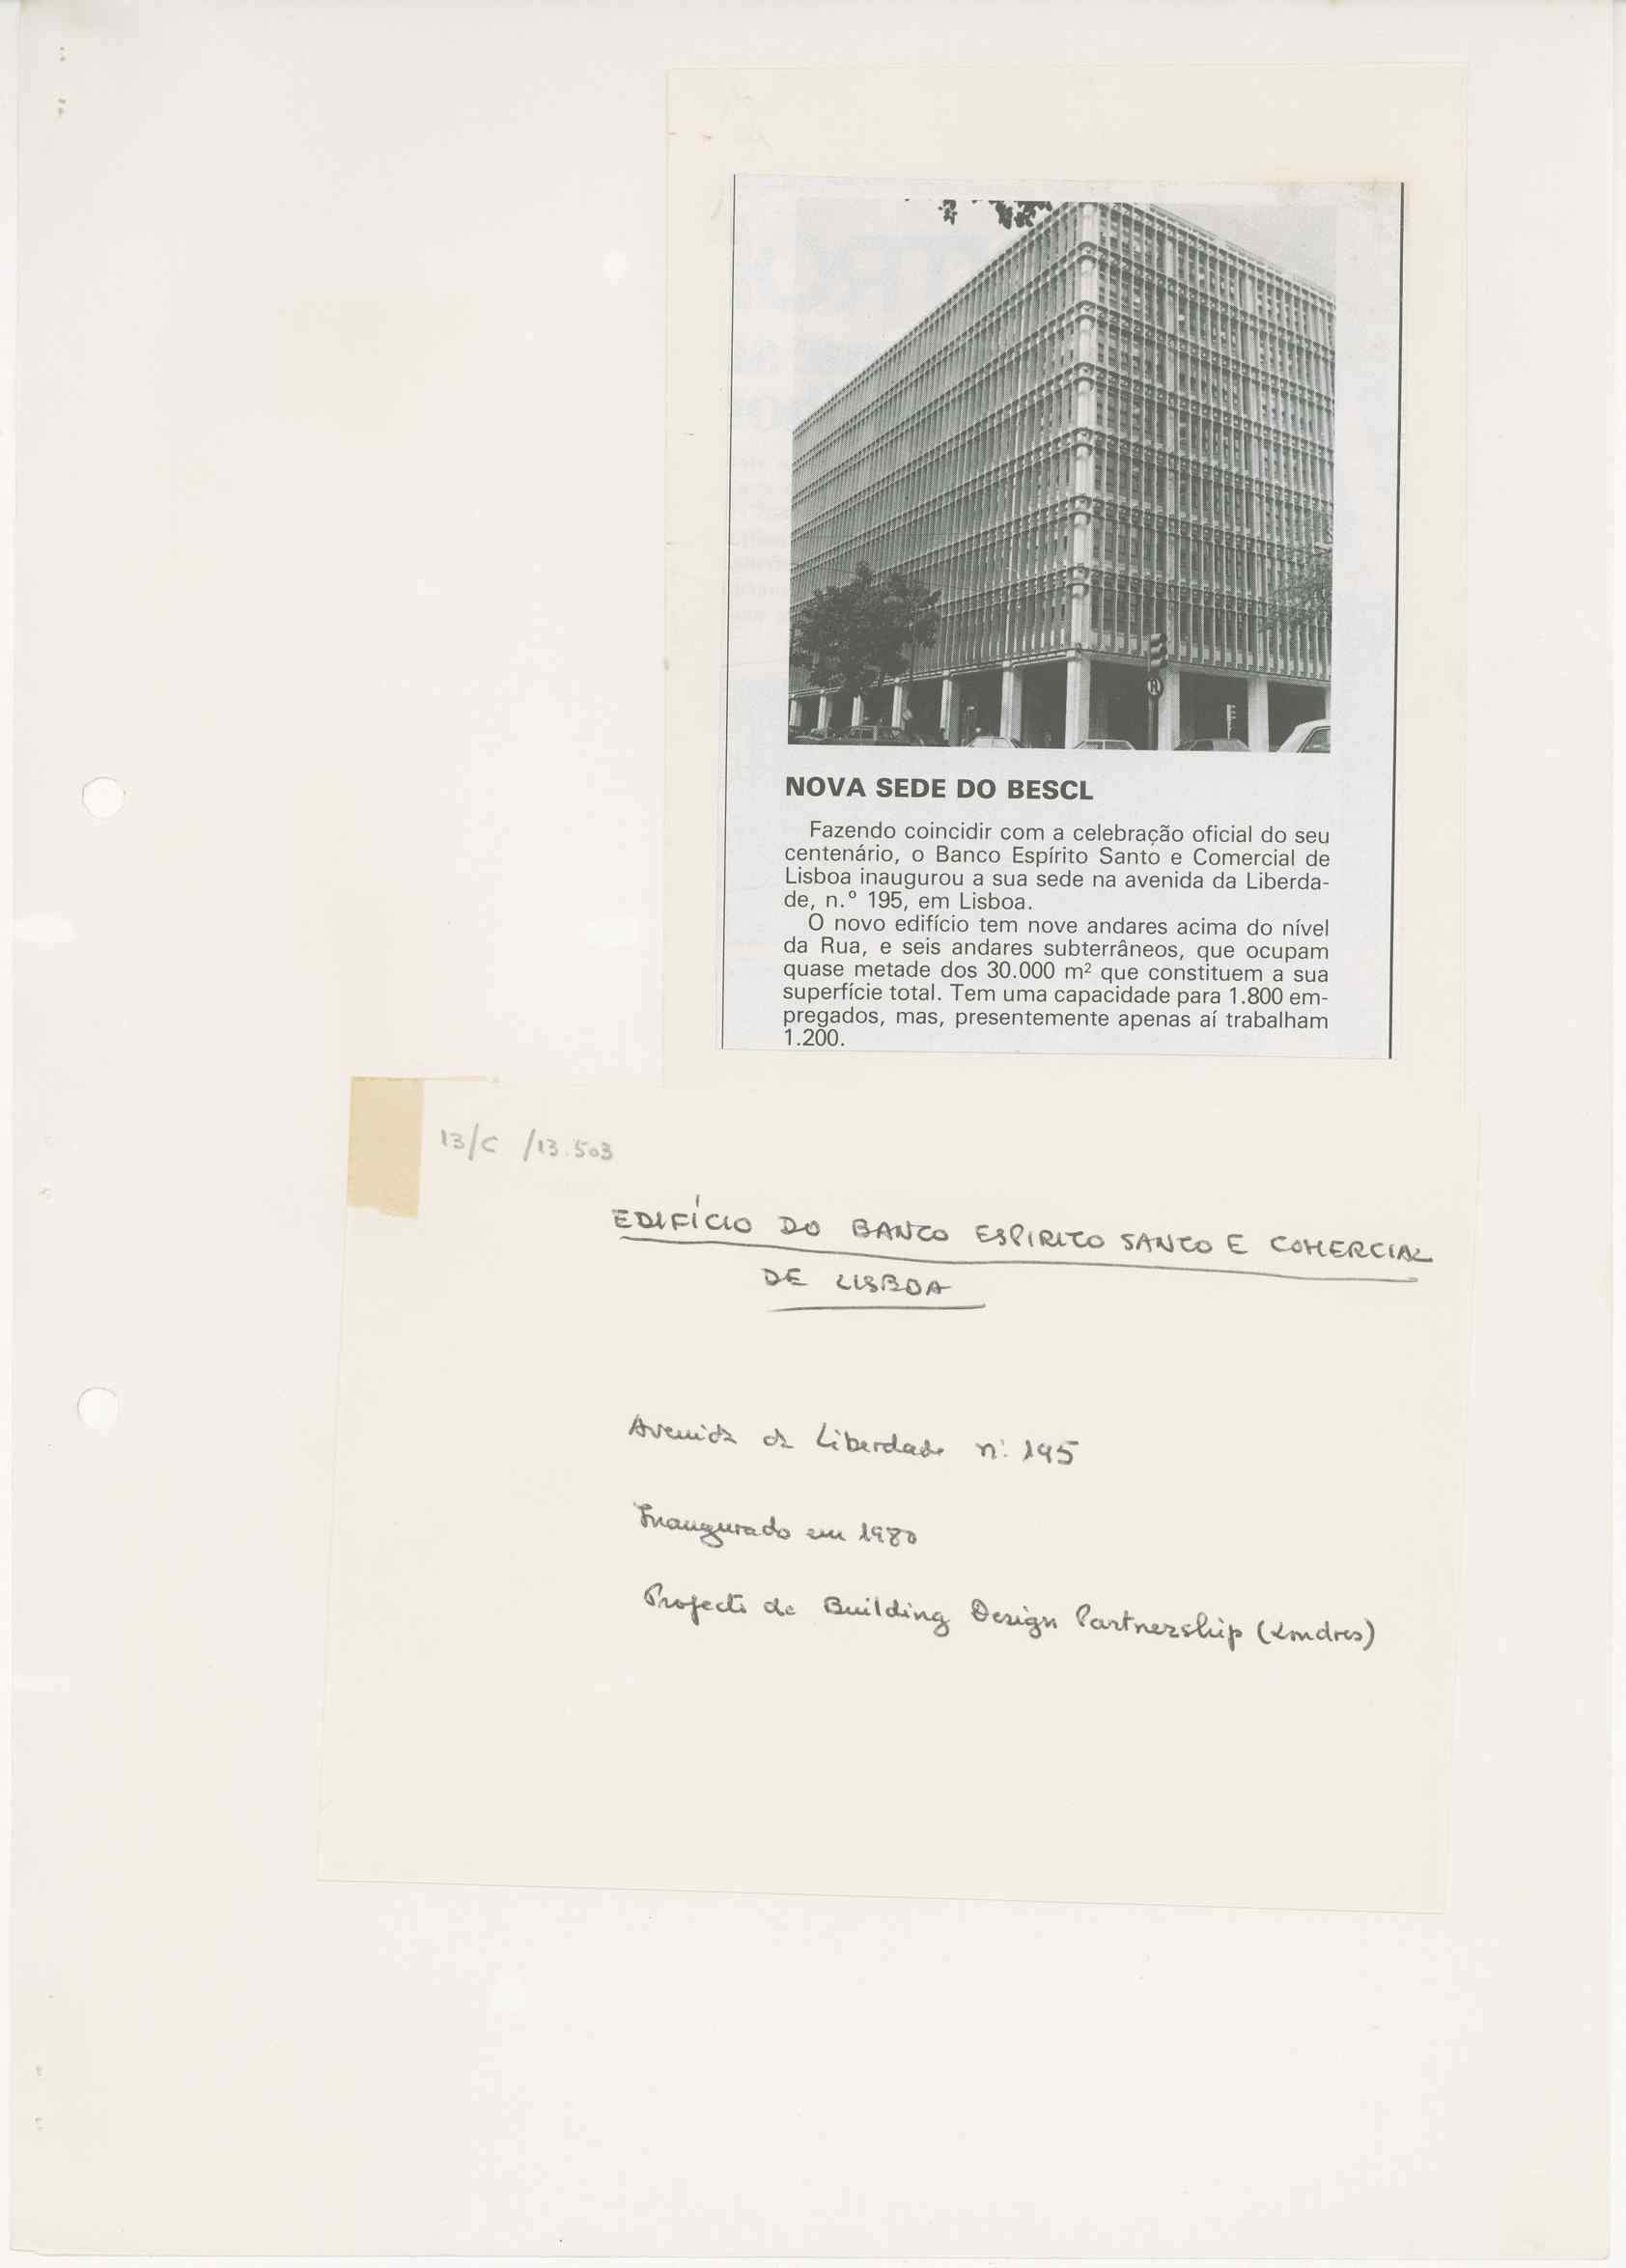 NOVA SEDE DO BESCL
Fazendo coincidir com a celebração oficial do seu
centenário, o Banco Espírito Santo e Comercial de
Lisboa inaugurou a sua sede na avenida da Liberda-
de, n.º 195, em Lisboa.
O novo edifício tem nove andares acima do nível
da Rua, e seis andares subterrâneos, que ocupam
quase metade dos 30.000 m² que constituem a sua
superfície total. Tem uma capacidade para 1.800 em-
pregados, mas, presentemente apenas aí trabalham
1.200.
13/C /13.503
EDIFÍCIO DO BANCO ESPIRITO SANTO E COMERCIAL
DE LISBOA
Avenida da Liberdade nº 195
Inaugurado em 1980
Projecto de Building Design Partnership (Londres)